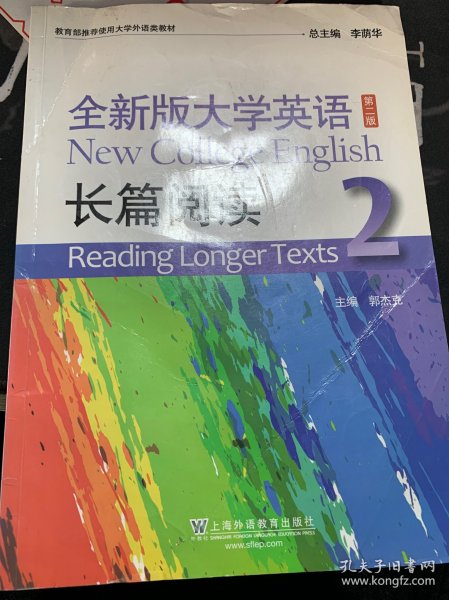 教育部推荐使用大学外语类教材
总主编 李荫华
全新版大学英语
第二版
New College English
长篇阅读
2
Reading Longer Texts
主编 郭杰克
上海外语教育出版社
外教社 SHANGHAI FOREIGN LANGUAGE EDUCATION PRESS
www.sflep.com
孔夫子旧书网
www.kongfz.com